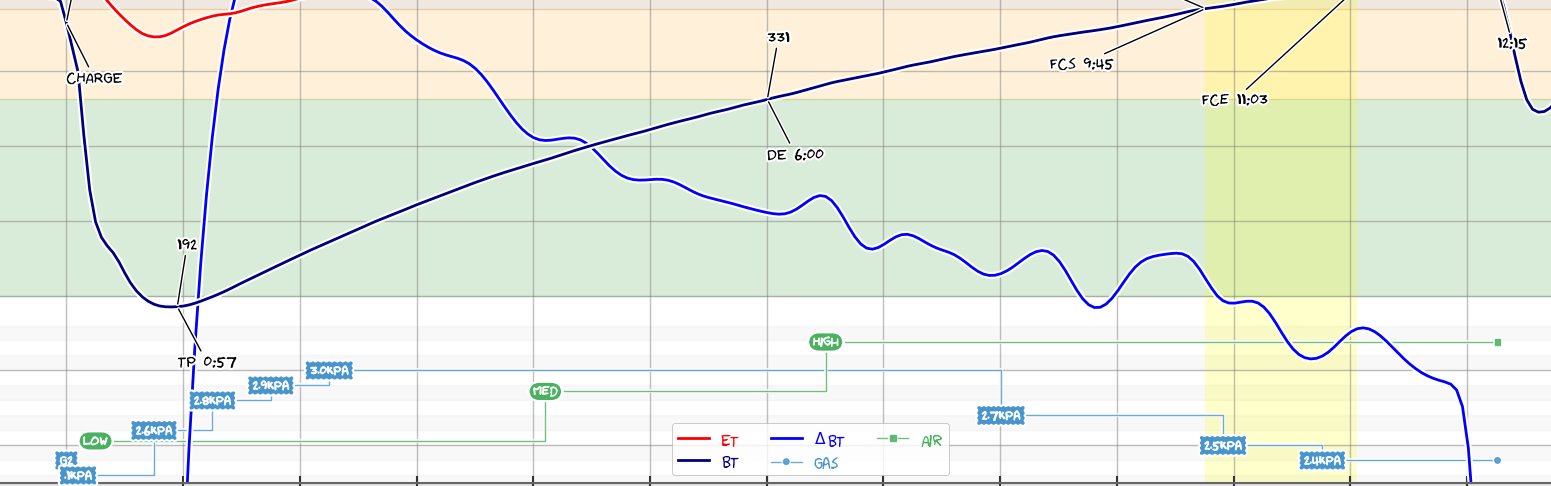 331
12:15
FCS 9:45
CHARGE
FCE 11:03
DE 6:00
192
HIGH
TP 0:57
3.0KPA
2.9KPA
MED
2.8KPA
2.7KPA
2.6KPA
LOW
ET
ΔBT
AIR
2.5KPA
BT
GAS
2.4KPA
.1KPA